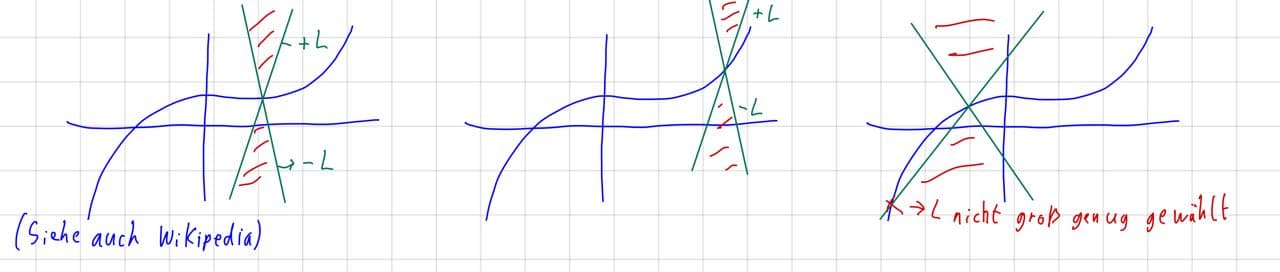 +L
→ -L
(Siehe auch Wikipedia)
+L
-L
→ L nicht groß genug gewählt